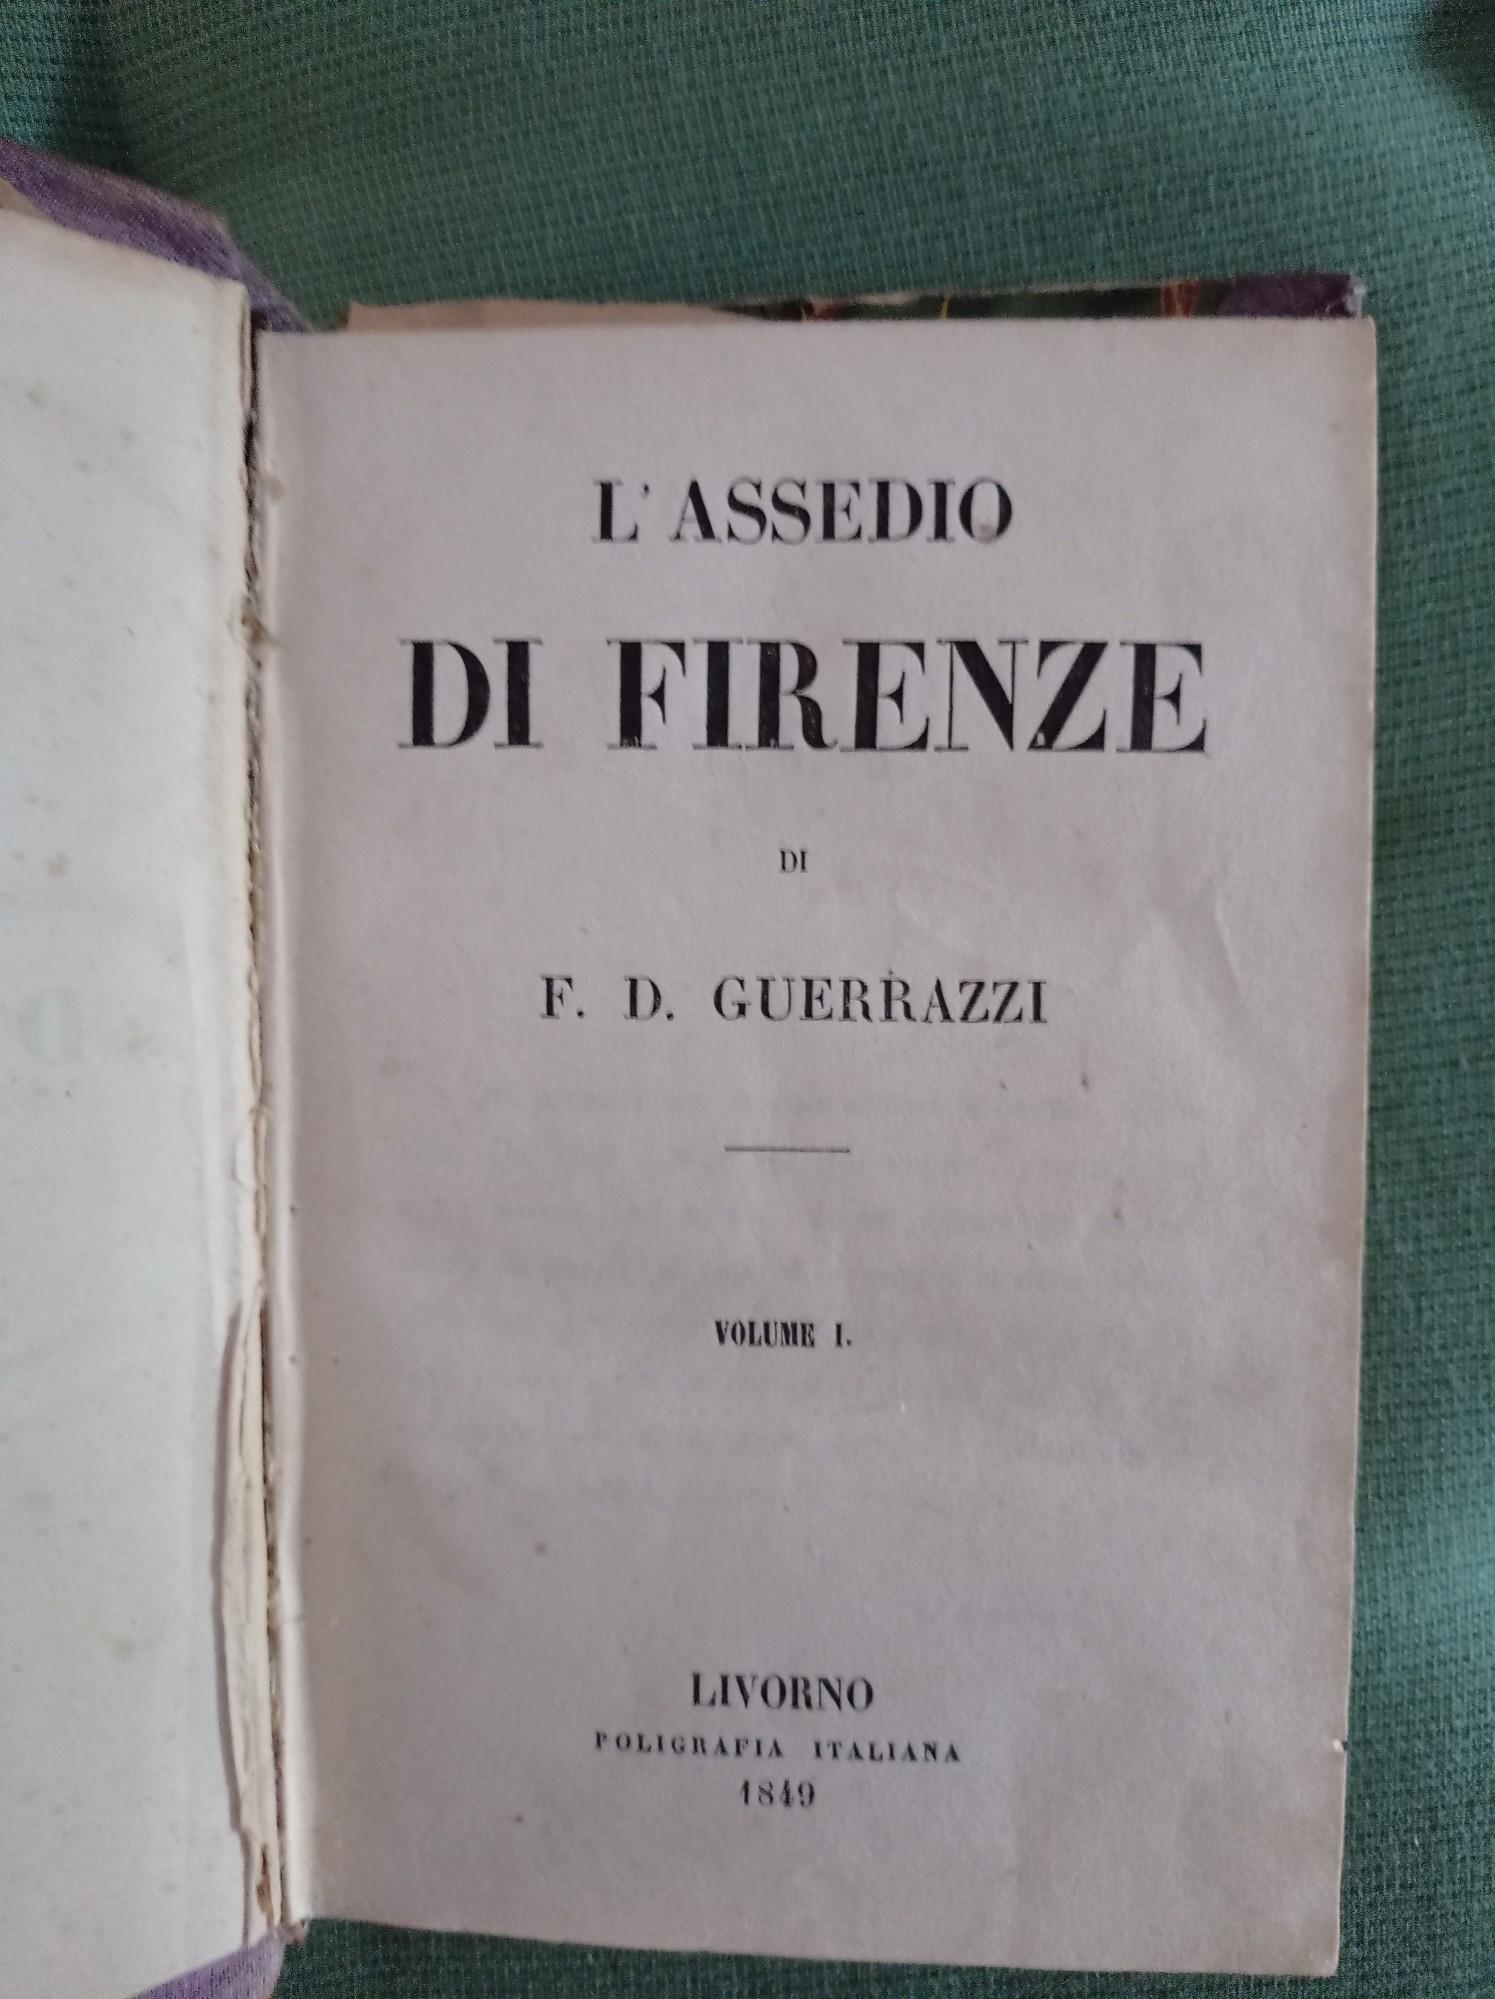 L'ASSEDIO
DI FIRENZE
DI
F. D. GUERRAZZI
VOLUME I.
LIVORNO
POLIGRAFIA ITALIANA
1849